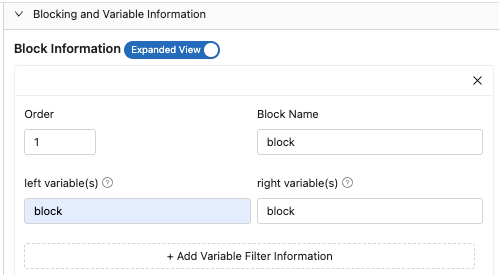 Blocking and Variable Information
Block Information Expanded View
Order Block Name
1 block
left variable(s) right variable(s)
block block
+ Add Variable Filter Information